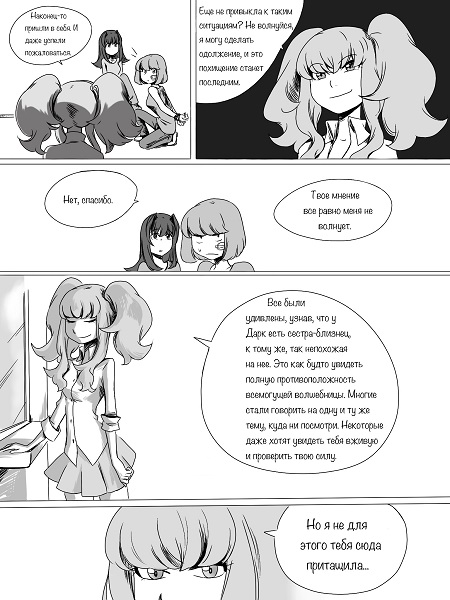 Наконец-то
пришли в себя. И
даже успели
пожаловаться.
Еще не привыкла к таким
ситуациям? Не волнуйся,
я могу сделать
одолжение, и это
похищение станет
последним.
Нет, спасибо.
Твое мнение
все равно меня не
волнует.
Все были
удивлены, узнав, что у
Дарк есть сестра-близнец,
к тому же, так непохожая
на нее. Это как будто увидеть
полную противоположность
всемогущей волшебницы. Многие
стали говорить на одну и ту же
тему, куда ни посмотри. Некоторые
даже хотят увидеть тебя вживую
и проверить твою силу.
Но я не для
этого тебя сюда
притащила...